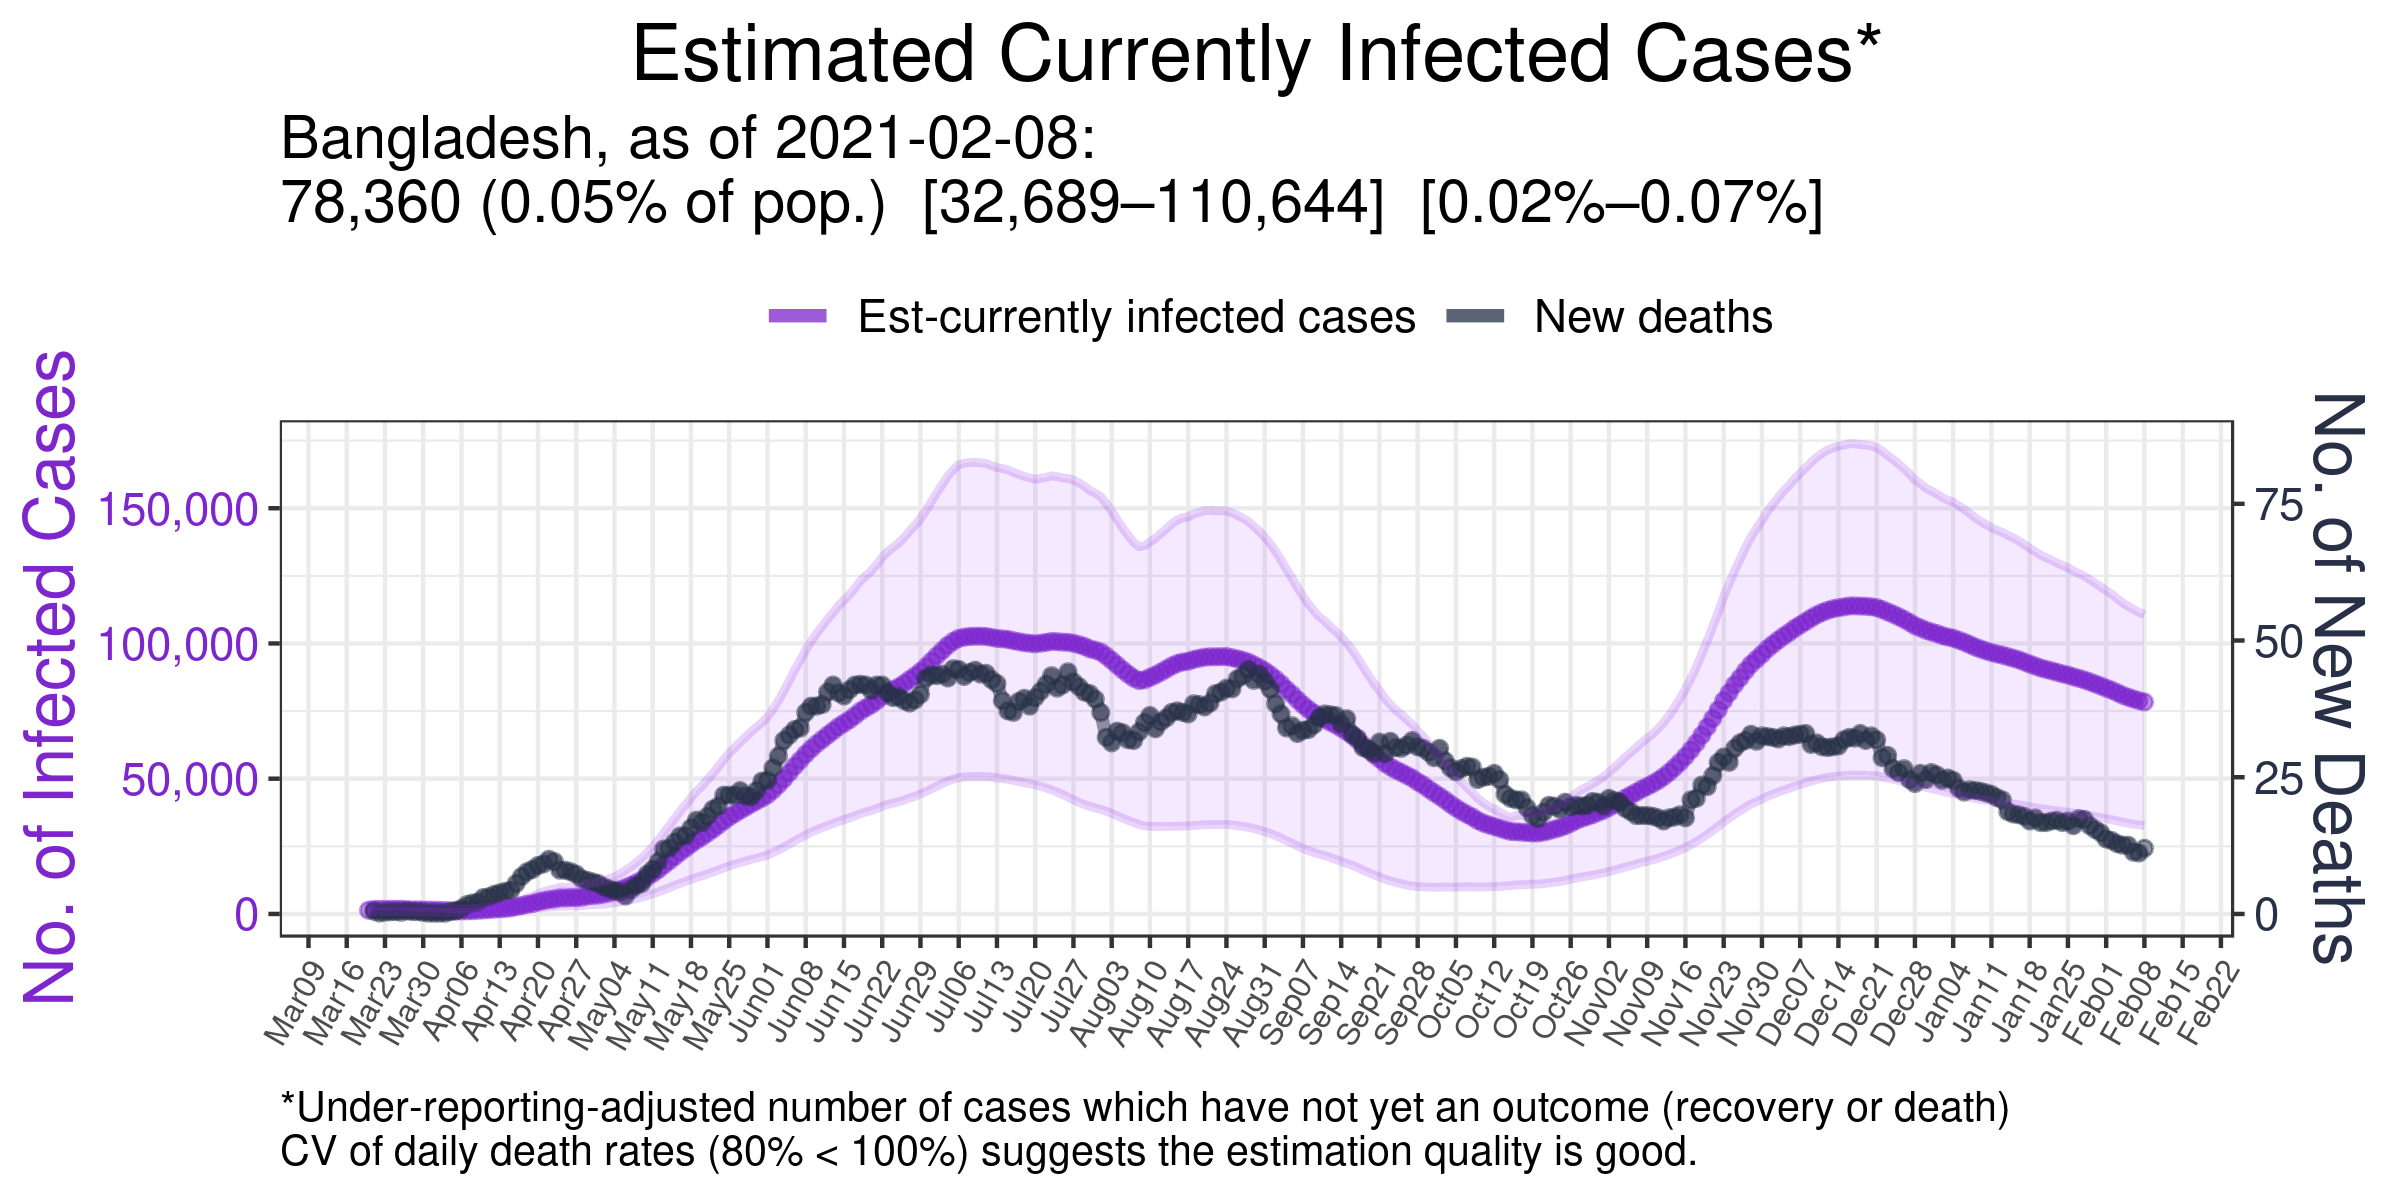 Estimated Currently Infected Cases*
Bangladesh, as of 2021-02-08:
78,360 (0.05% of pop.) [32,689–110,644] [0.02%–0.07%]
Est-currently infected cases
New deaths
No. of Infected Cases
150,000
100,000
50,000
0
75
50
25
0
No. of New Deaths
Mar09
Mar16
Mar23
Mar30
Apr06
Apr13
Apr20
Apr27
May04
May11
May18
May25
Jun01
Jun08
Jun15
Jun22
Jun29
Jul06
Jul13
Jul20
Jul27
Aug03
Aug10
Aug17
Aug24
Aug31
Sep07
Sep14
Sep21
Sep28
Oct05
Oct12
Oct19
Oct26
Nov02
Nov09
Nov16
Nov23
Nov30
Dec07
Dec14
Dec21
Dec28
Jan04
Jan11
Jan18
Jan25
Feb01
Feb08
Feb15
Feb22
*Under-reporting-adjusted number of cases which have not yet an outcome (recovery or death)
CV of daily death rates (80% < 100%) suggests the estimation quality is good.